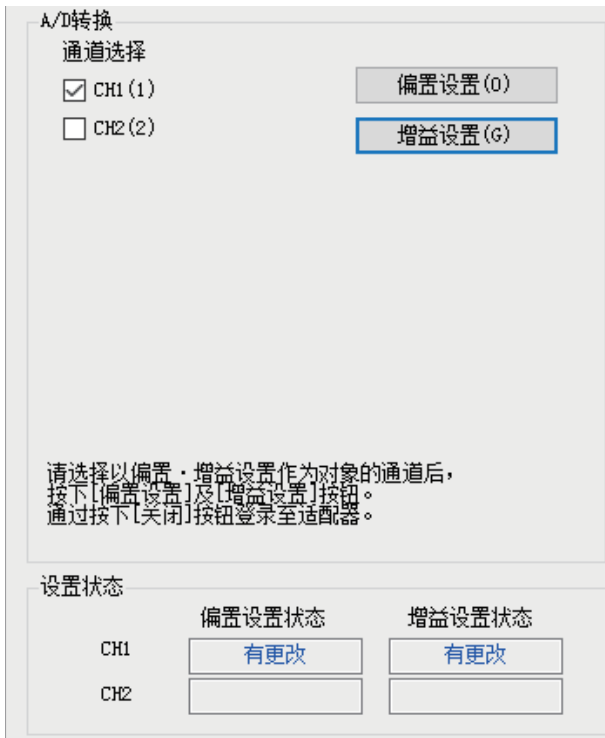 A/D转换
通道选择
CH1(1)
偏置设置(O)
CH2(2)
增益设置(G)
请选择以偏置・增益设置作为对象的通道后，
按下[偏置设置]及[增益设置]按钮。
通过按下[关闭]按钮登录至适配器。
设置状态
偏置设置状态 增益设置状态
CH1 有更改 有更改
CH2